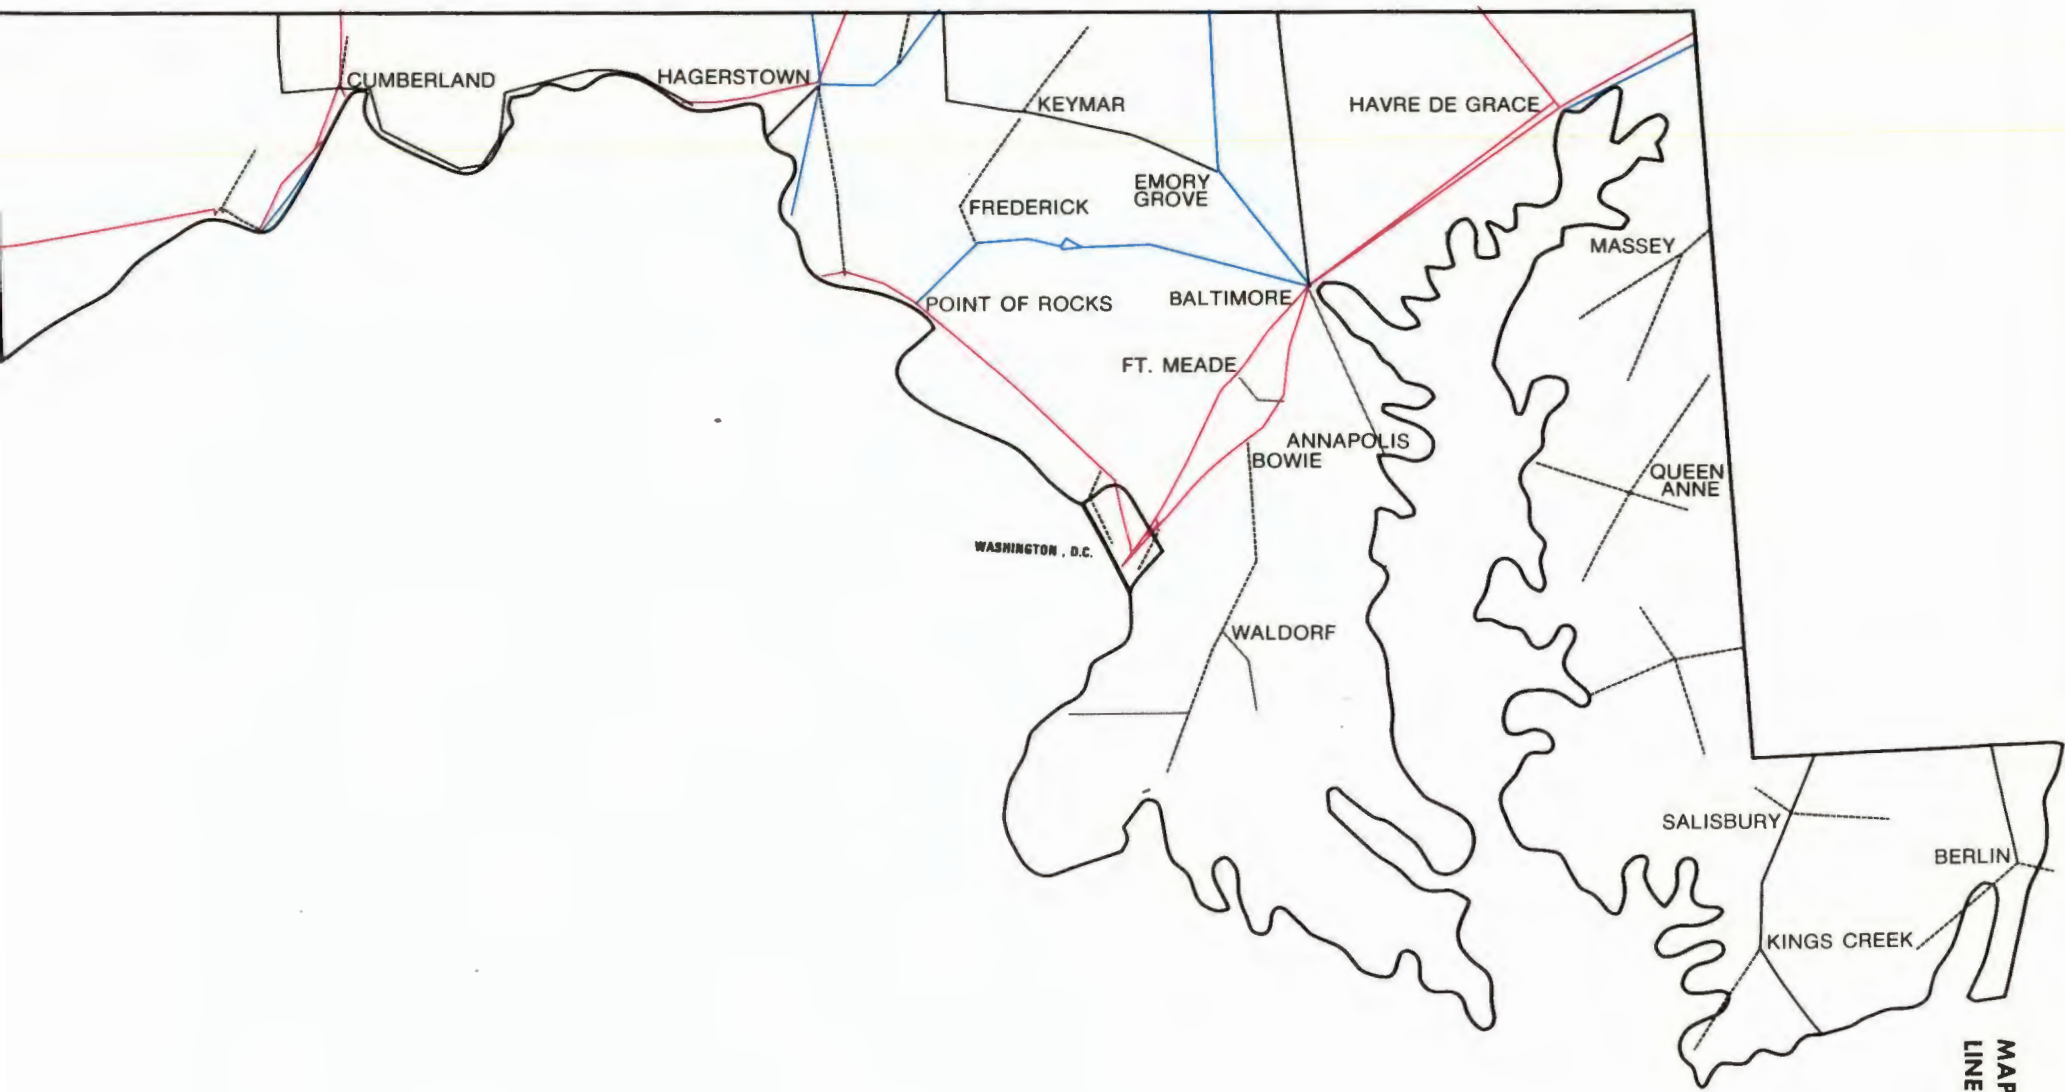 CUMBERLAND
HAGERSTOWN
KEYMAR
HAVRE DE GRACE
EMORY
GROVE
FREDERICK
MASSEY
POINT OF ROCKS
BALTIMORE
FT. MEADE
ANNAPOLIS
BOWIE
QUEEN
ANNE
WASHINGTON , D.C.
WALDORF
SALISBURY
BERLIN
KINGS CREEK
MAP
LINE